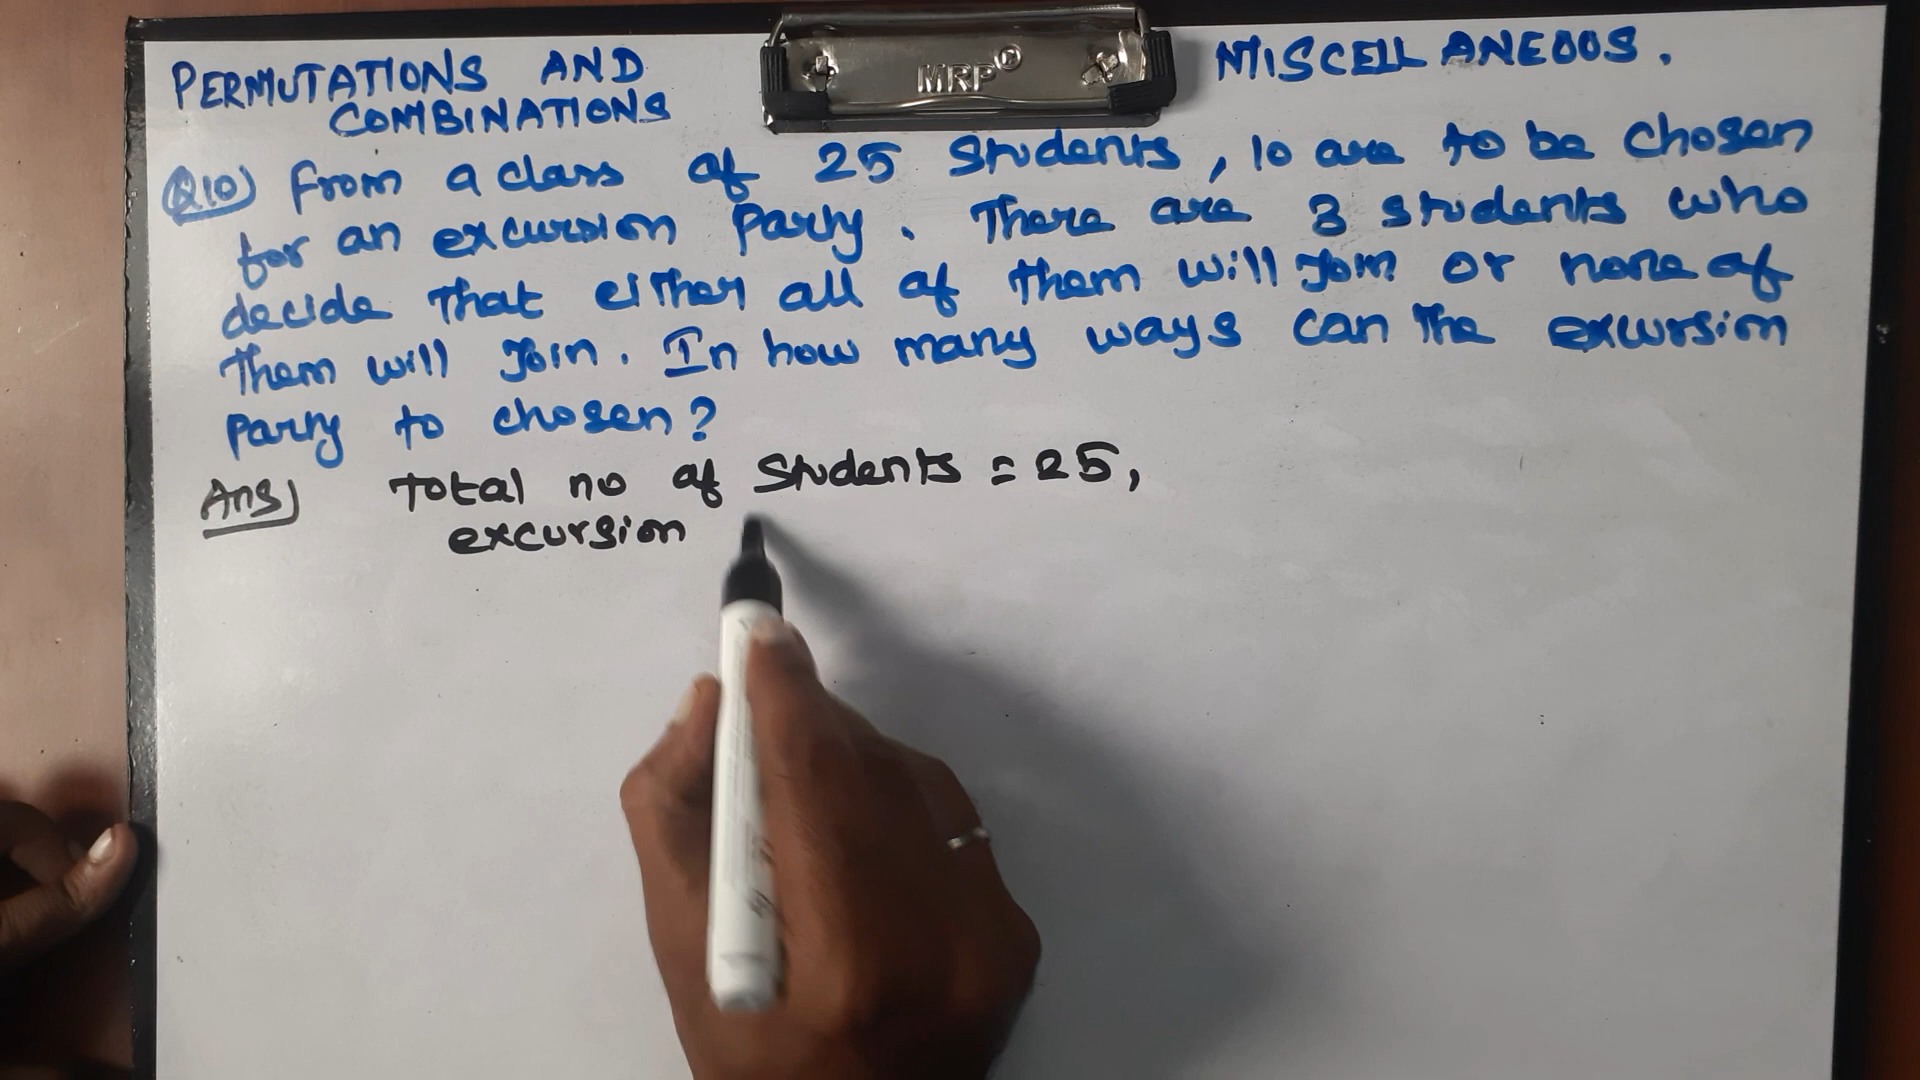 PERMUTATIONS AND
COMBINATIONS
MRP®
MISCELLANEOUS.
Q10) From a class of 25 students, 10 are to be chosen
for an excursion party. There are 3 students who
decide that either all of them will join or none of
them will join. In how many ways can the excursion
party to chosen?
Ans) Total no of students = 25,
excursion